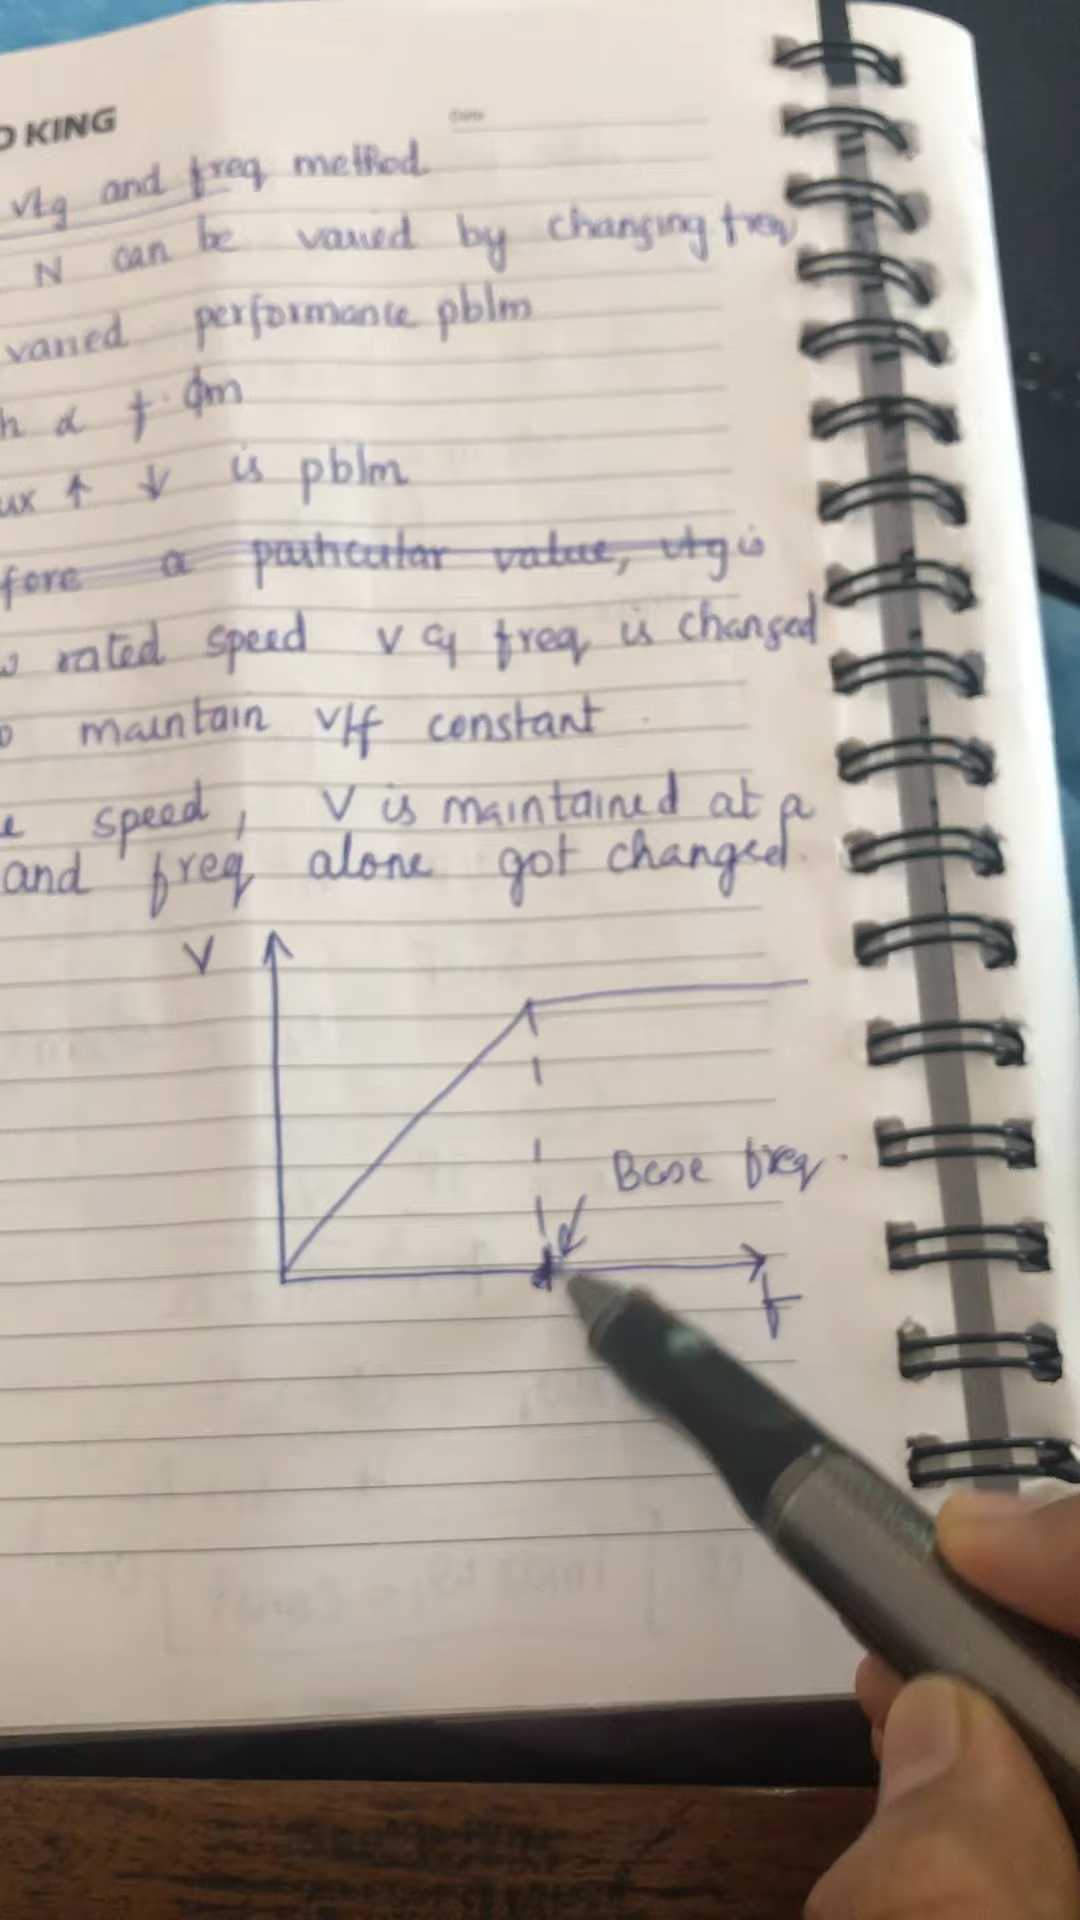 KING
Date
vtg and freq method
N can be varied by changing freq
varied performance pblm
α f·ϕm
↑ ↓ is pblm
a particular value, vtg is
rated speed V & freq is changed
maintain V/f constant
speed, V is maintained at a
and freq alone got changed.
V
Base freq.
f